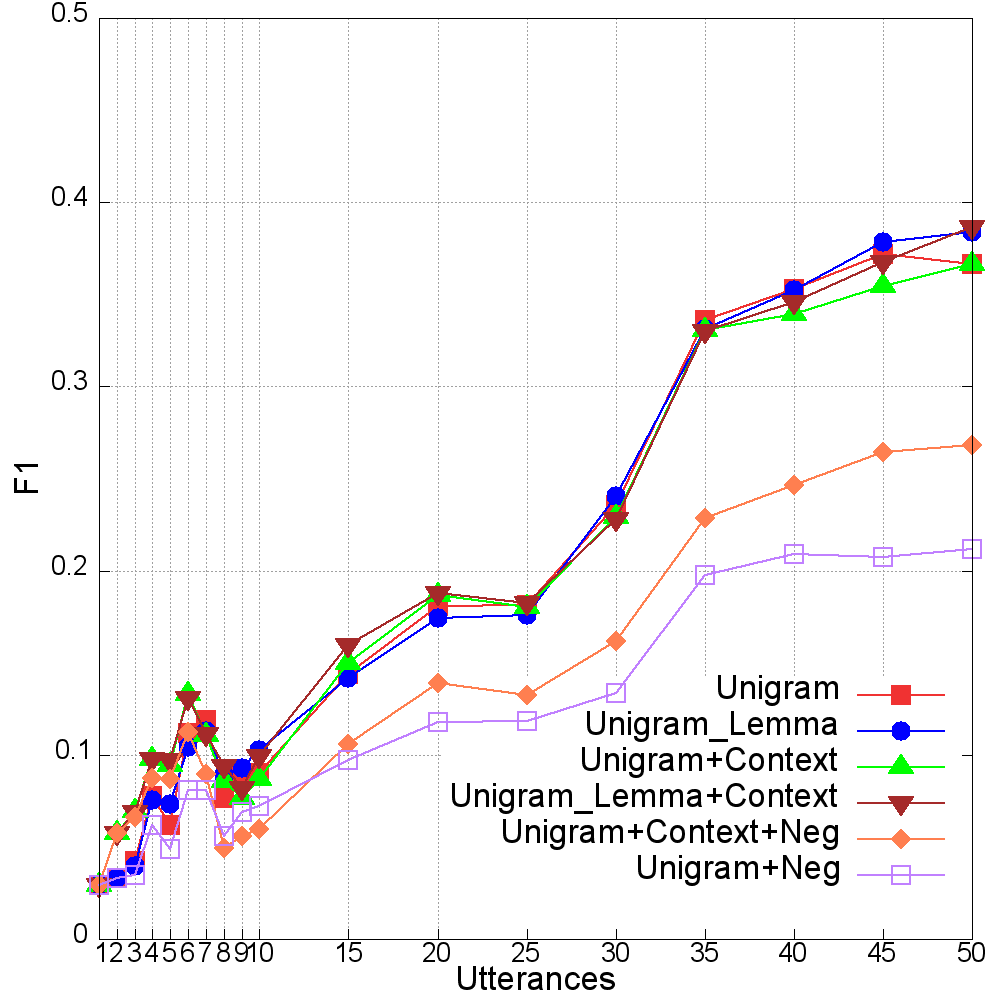 0.5
0.4
0.3
0.2
0.1
0
F1
1 2 3 4 5 6 7 8 9 10 15 20 25 30 35 40 45 50
Utterances
Unigram
Unigram_Lemma
Unigram+Context
Unigram_Lemma+Context
Unigram+Context+Neg
Unigram+Neg